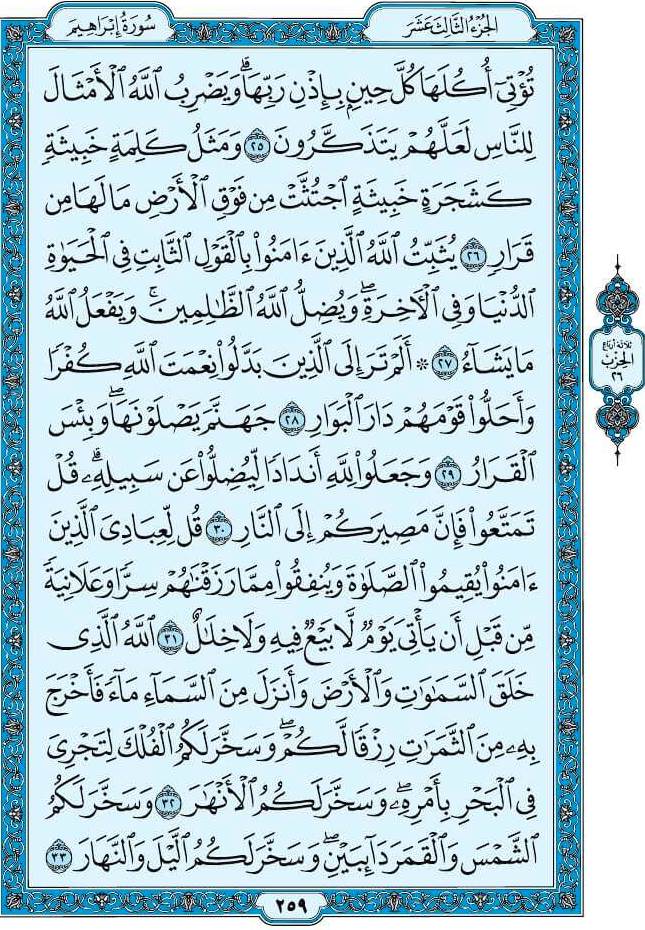 الجزء الثالث عشر
سورة إبراهيم
تُؤْتِىٓ أُكُلَهَا كُلَّ حِينٍۭ بِإِذْنِ رَبِّهَاۗ وَيَضْرِبُ ٱللَّهُ ٱلْأَمْثَالَ
لِلنَّاسِ لَعَلَّهُمْ يَتَذَكَّرُونَ ٢٥ وَمَثَلُ كَلِمَةٍ خَبِيثَةٍ
كَشَجَرَةٍ خَبِيثَةٍ ٱجْتُثَّتْ مِن فَوْقِ ٱلْأَرْضِ مَا لَهَا مِن
قَرَارٍ ٢٦ يُثَبِّتُ ٱللَّهُ ٱلَّذِينَ ءَامَنُوا۟ بِٱلْقَوْلِ ٱلثَّابِتِ فِى ٱلْحَيَوٰةِ
ٱلدُّنْيَا وَفِى ٱلْـَٔاخِرَةِۖ وَيُضِلُّ ٱللَّهُ ٱلظَّـٰلِمِينَۚ وَيَفْعَلُ ٱللَّهُ
مَا يَشَآءُ ٢٧ ۞ أَلَمْ تَرَ إِلَى ٱلَّذِينَ بَدَّلُوا۟ نِعْمَتَ ٱللَّهِ كُفْرًا
وَأَحَلُّوا۟ قَوْمَهُمْ دَارَ ٱلْبَوَارِ ٢٨ جَهَنَّمَ يَصْلَوْنَهَاۖ وَبِئْسَ
ٱلْقَرَارُ ٢٩ وَجَعَلُوا۟ لِلَّهِ أَندَادًا لِّيُضِلُّوا۟ عَن سَبِيلِهِۦۗ قُلْ
تَمَتَّعُوا۟ فَإِنَّ مَصِيرَكُمْ إِلَى ٱلنَّارِ ٣٠ قُل لِّعِبَادِىَ ٱلَّذِينَ
ءَامَنُوا۟ يُقِيمُوا۟ ٱلصَّلَوٰةَ وَيُنفِقُوا۟ مِمَّا رَزَقْنَـٰهُمْ سِرًّا وَعَلَانِيَةً
مِّن قَبْلِ أَن يَأْتِىَ يَوْمٌ لَّا بَيْعٌ فِيهِ وَلَا خِلَـٰلٌ ٣١ ٱللَّهُ ٱلَّذِى
خَلَقَ ٱلسَّمَـٰوَٰتِ وَٱلْأَرْضَ وَأَنزَلَ مِنَ ٱلسَّمَآءِ مَآءً فَأَخْرَجَ
بِهِۦ مِنَ ٱلثَّمَرَٰتِ رِزْقًا لَّكُمْۖ وَسَخَّرَ لَكُمُ ٱلْفُلْكَ لِتَجْرِىَ
فِى ٱلْبَحْرِ بِأَمْرِهِۦۖ وَسَخَّرَ لَكُمُ ٱلْأَنْهَـٰرَ ٣٢ وَسَخَّرَ لَكُمُ
ٱلشَّمْسَ وَٱلْقَمَرَ دَآئِبَيْنِۖ وَسَخَّرَ لَكُمُ ٱلَّيْلَ وَٱلنَّهَارَ ٣٣
ثلاثة أرباع
الحزب
٢٦
٢٥٩